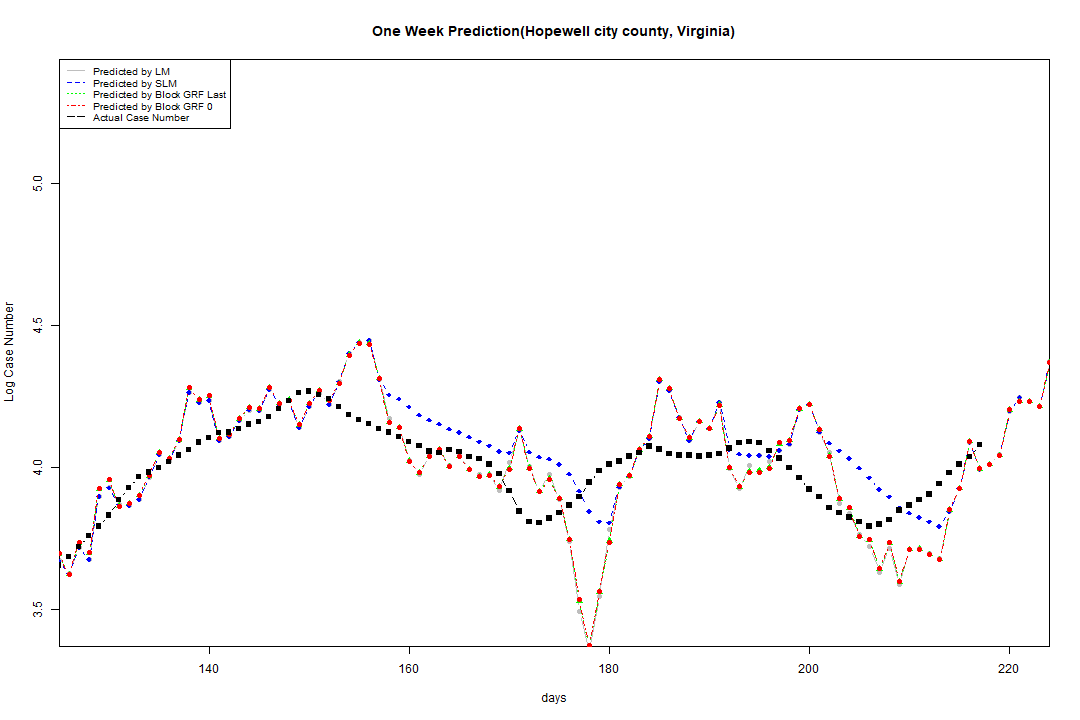 One Week Prediction(Hopewell city county, Virginia)
Predicted by LM
Predicted by SLM
Predicted by Block GRF Last
Predicted by Block GRF 0
Actual Case Number
5.0
4.5
4.0
3.5
Log Case Number
140
160
180
200
220
days